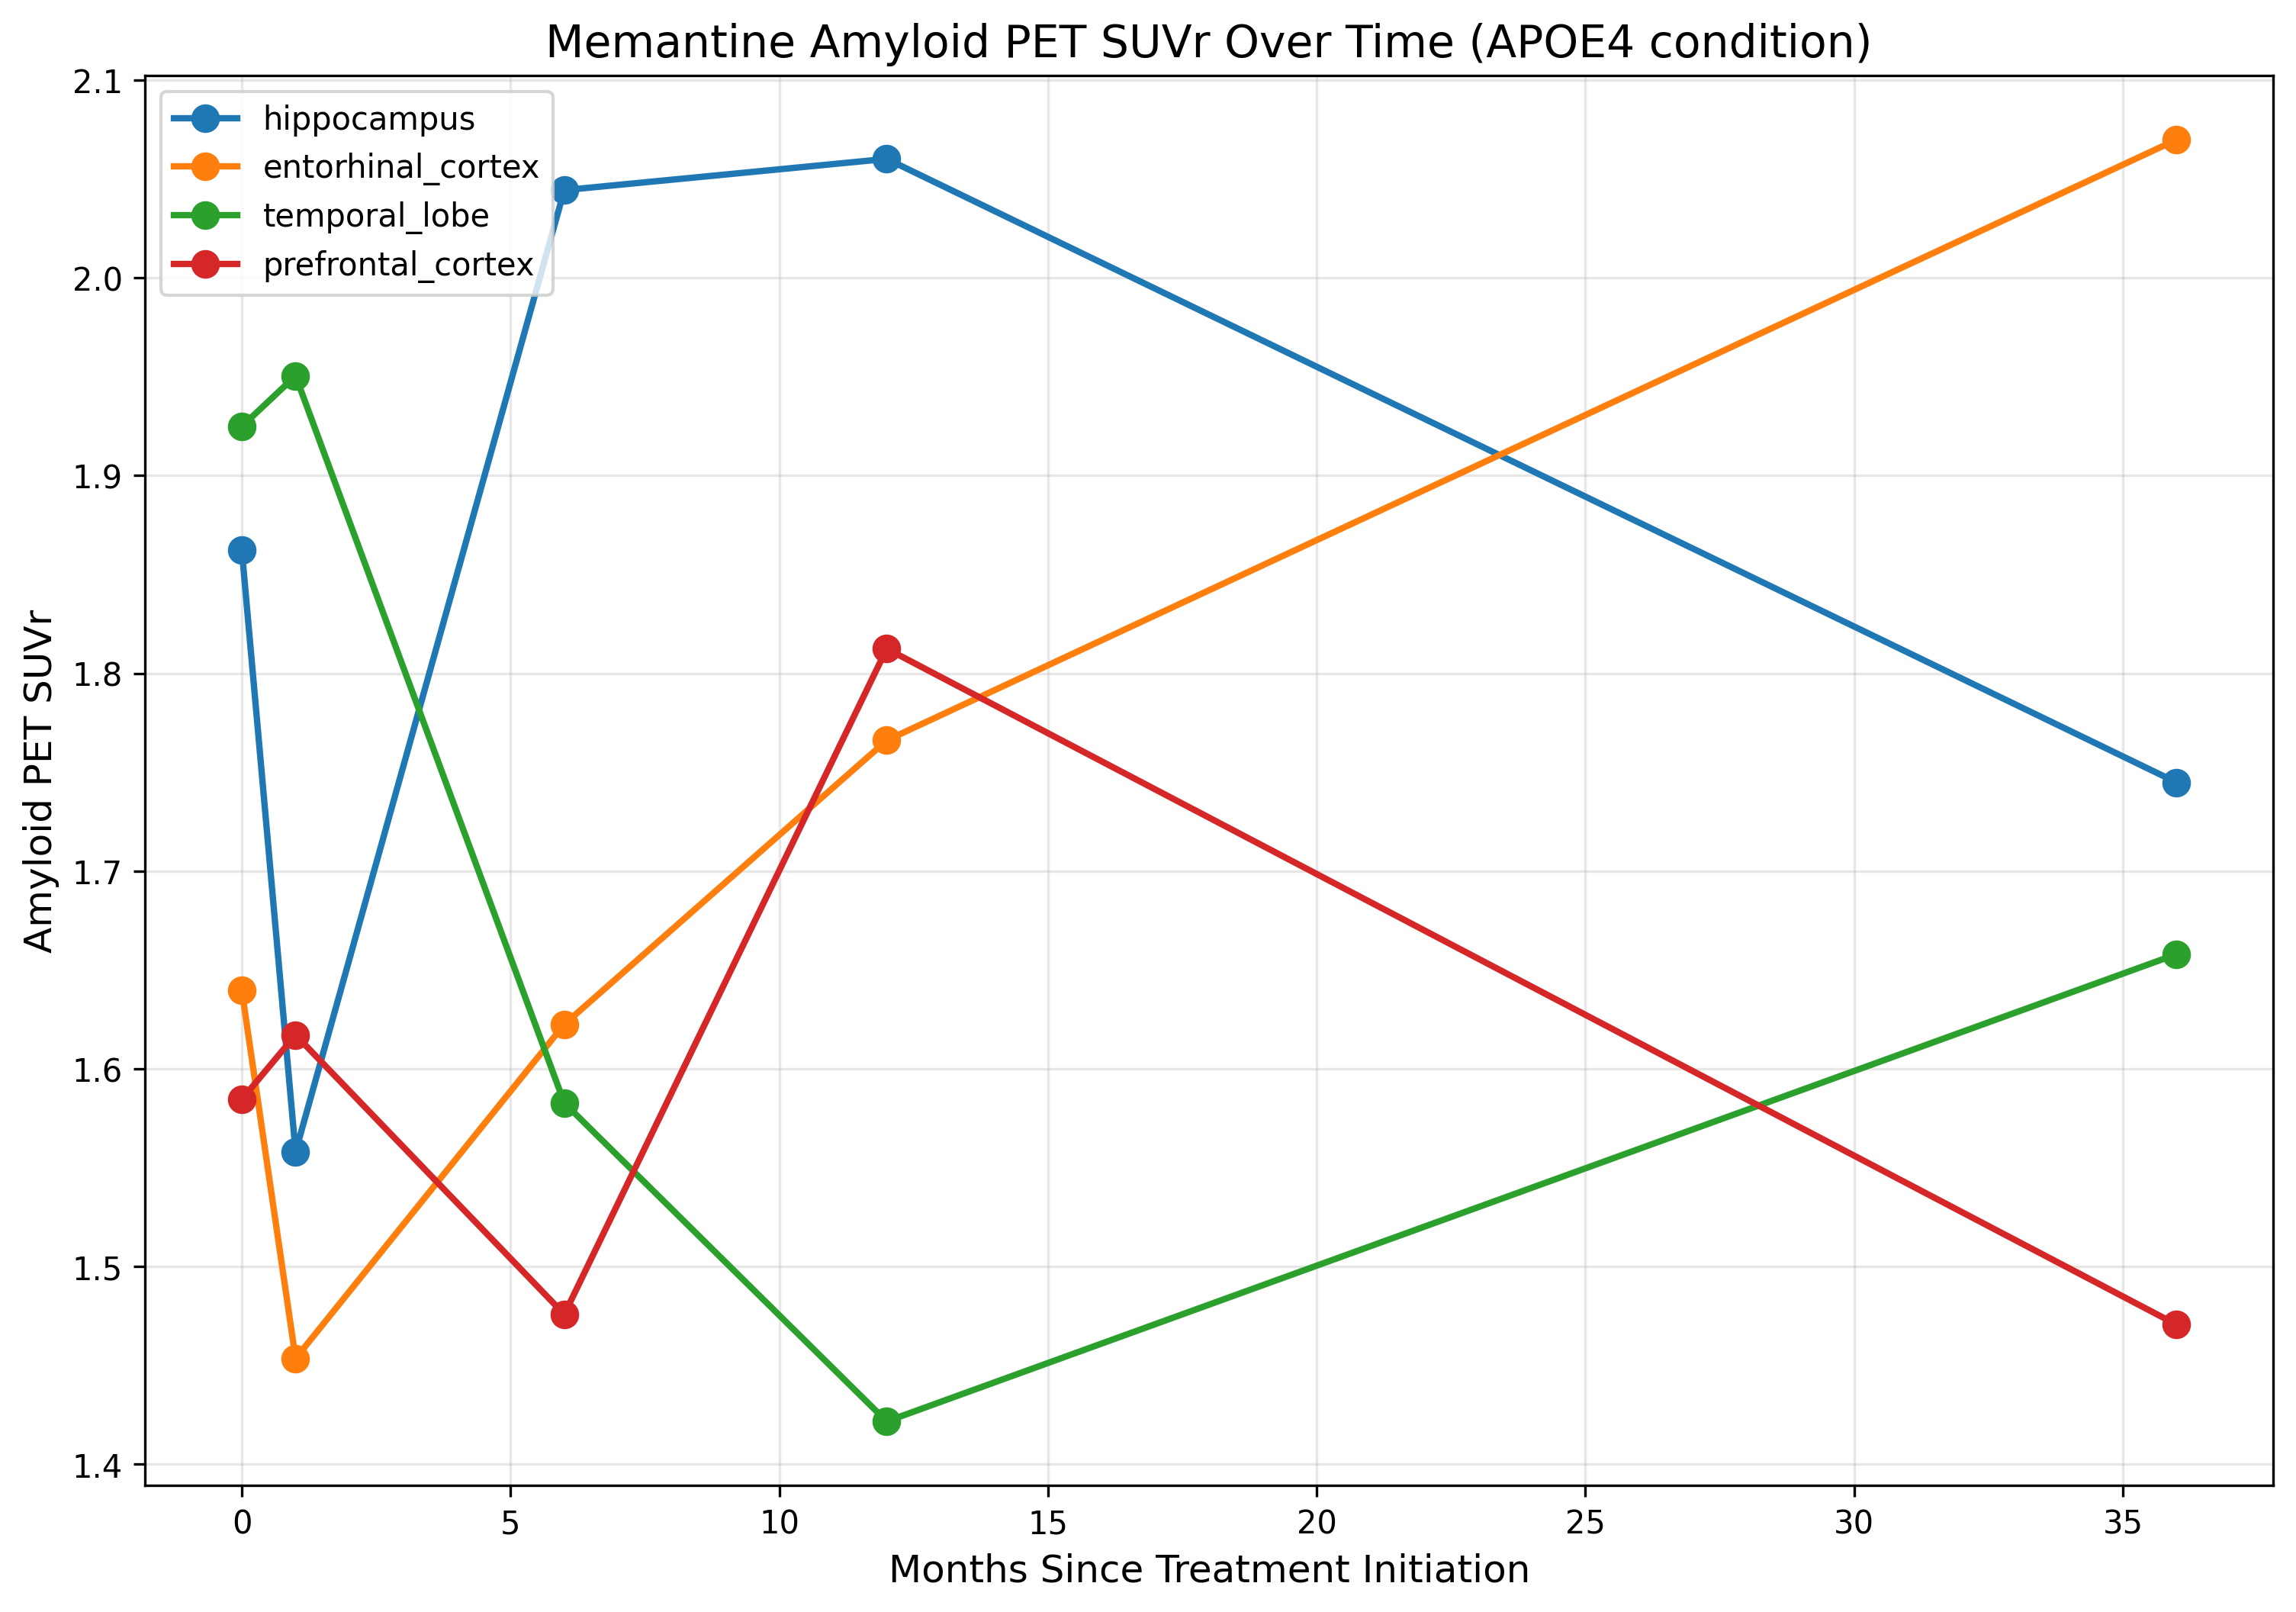 Memantine Amyloid PET SUVr Over Time (APOE4 condition)
hippocampus
entorhinal_cortex
temporal_lobe
prefrontal_cortex
Amyloid PET SUVr
2.1
2.0
1.9
1.8
1.7
1.6
1.5
1.4
0 5 10 15 20 25 30 35
Months Since Treatment Initiation